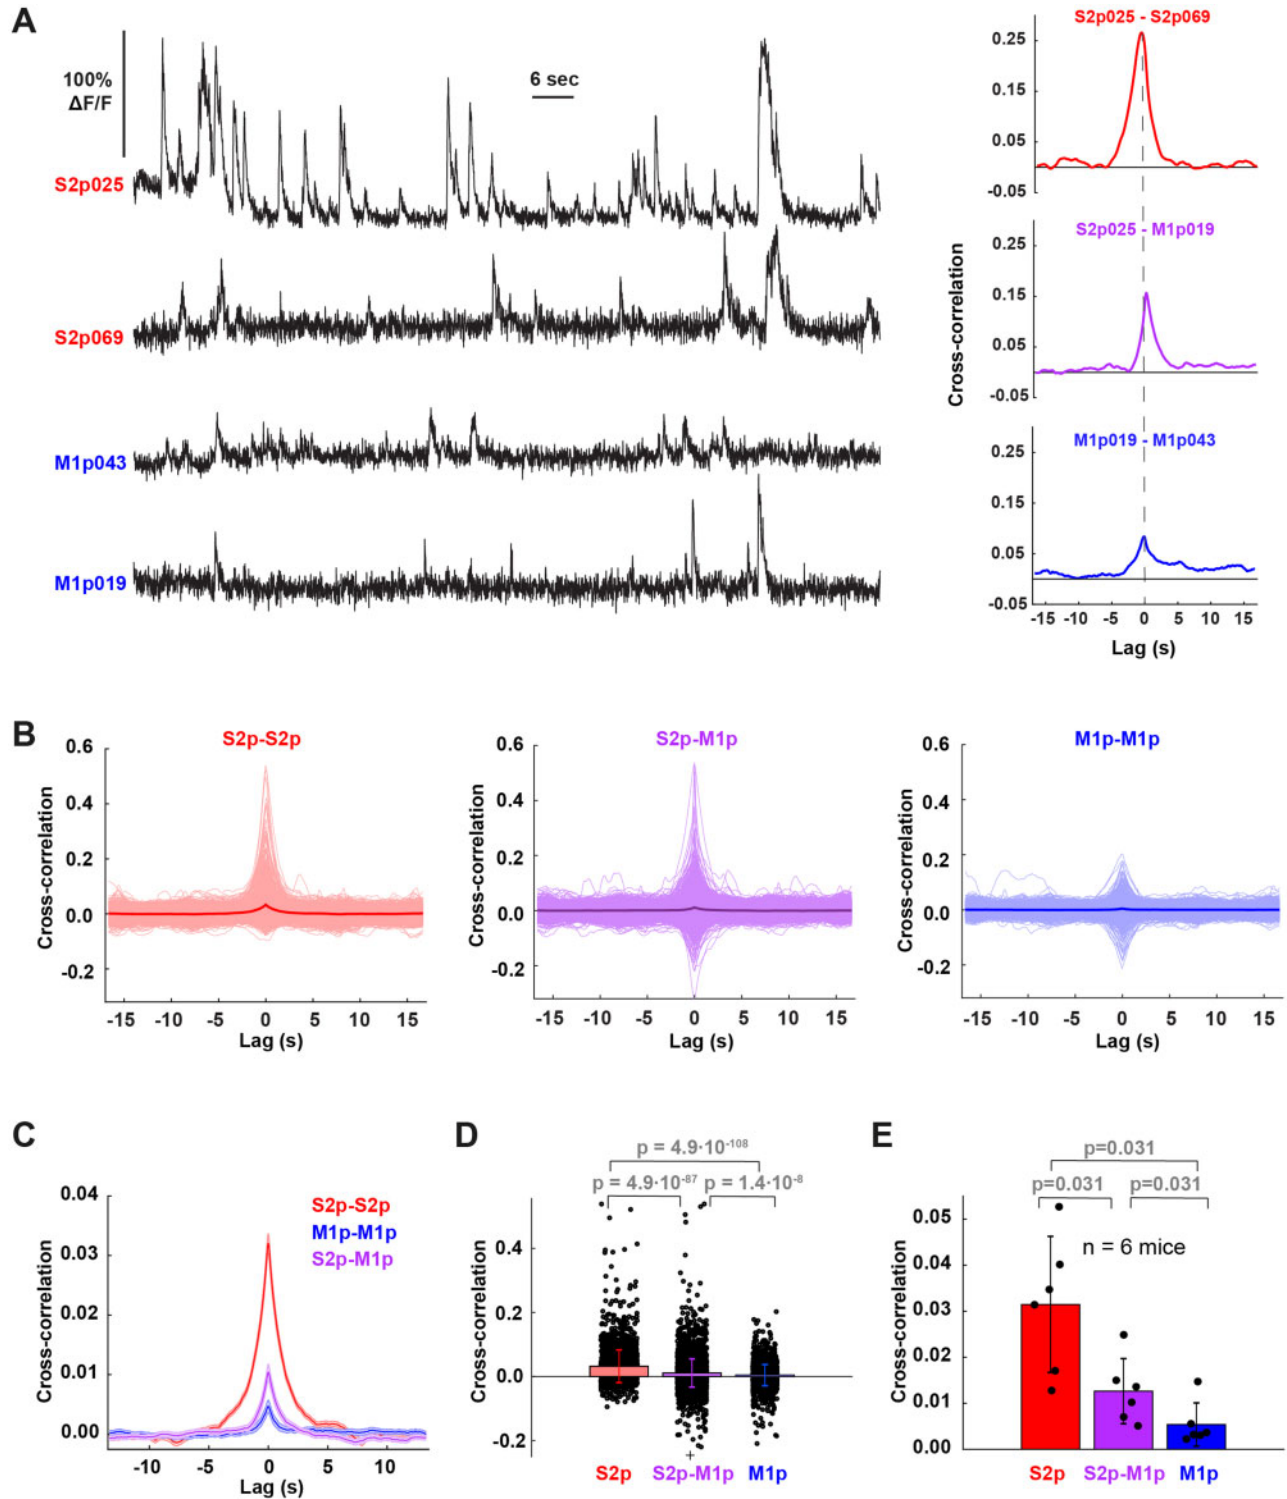 A
100%
ΔF/F
6 sec
S2p025
S2p069
M1p043
M1p019
S2p025 - S2p069
0.25
0.15
0.05
-0.05
S2p025 - M1p019
0.25
0.15
0.05
-0.05
M1p019 - M1p043
0.25
0.15
0.05
-0.05
Cross-correlation
-15 -10 -5 0 5 10 15
Lag (s)
B
S2p-S2p
0.6
0.4
0.2
0.0
-0.2
Cross-correlation
-15 -10 -5 0 5 10 15
Lag (s)
S2p-M1p
0.6
0.4
0.2
0.0
-0.2
Cross-correlation
-15 -10 -5 0 5 10 15
Lag (s)
M1p-M1p
0.6
0.4
0.2
0.0
-0.2
Cross-correlation
-15 -10 -5 0 5 10 15
Lag (s)
C
0.04
0.03
0.02
0.01
0.00
Cross-correlation
S2p-S2p
M1p-M1p
S2p-M1p
-10 -5 0 5 10
Lag (s)
D
p = 4.9·10⁻¹⁰⁸
p = 4.9·10⁻⁸⁷ p = 1.4·10⁻⁸
0.4
0.2
0.0
-0.2
Cross-correlation
S2p S2p-M1p M1p
E
p=0.031
p=0.031 p=0.031
n = 6 mice
0.05
0.04
0.03
0.02
0.01
0.00
Cross-correlation
S2p S2p-M1p M1p